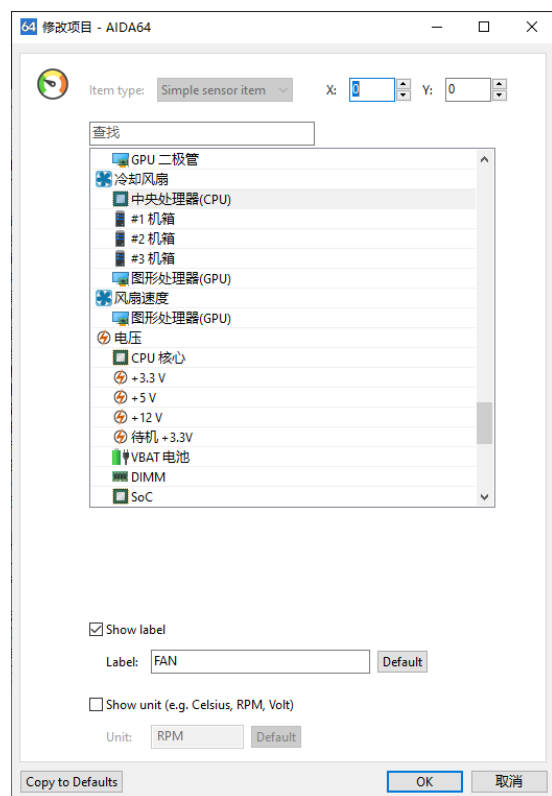 64 修改项目 - AIDA64
Item type: Simple sensor item X: 0 Y: 0
查找
GPU 二极管
冷却风扇
中央处理器(CPU)
#1 机箱
#2 机箱
#3 机箱
图形处理器(GPU)
风扇速度
图形处理器(GPU)
电压
CPU 核心
+3.3 V
+5 V
+12 V
待机 +3.3V
VBAT 电池
DIMM
SoC
Show label
Label: FAN Default
Show unit (e.g. Celsius, RPM, Volt)
Unit: RPM Default
Copy to Defaults OK 取消